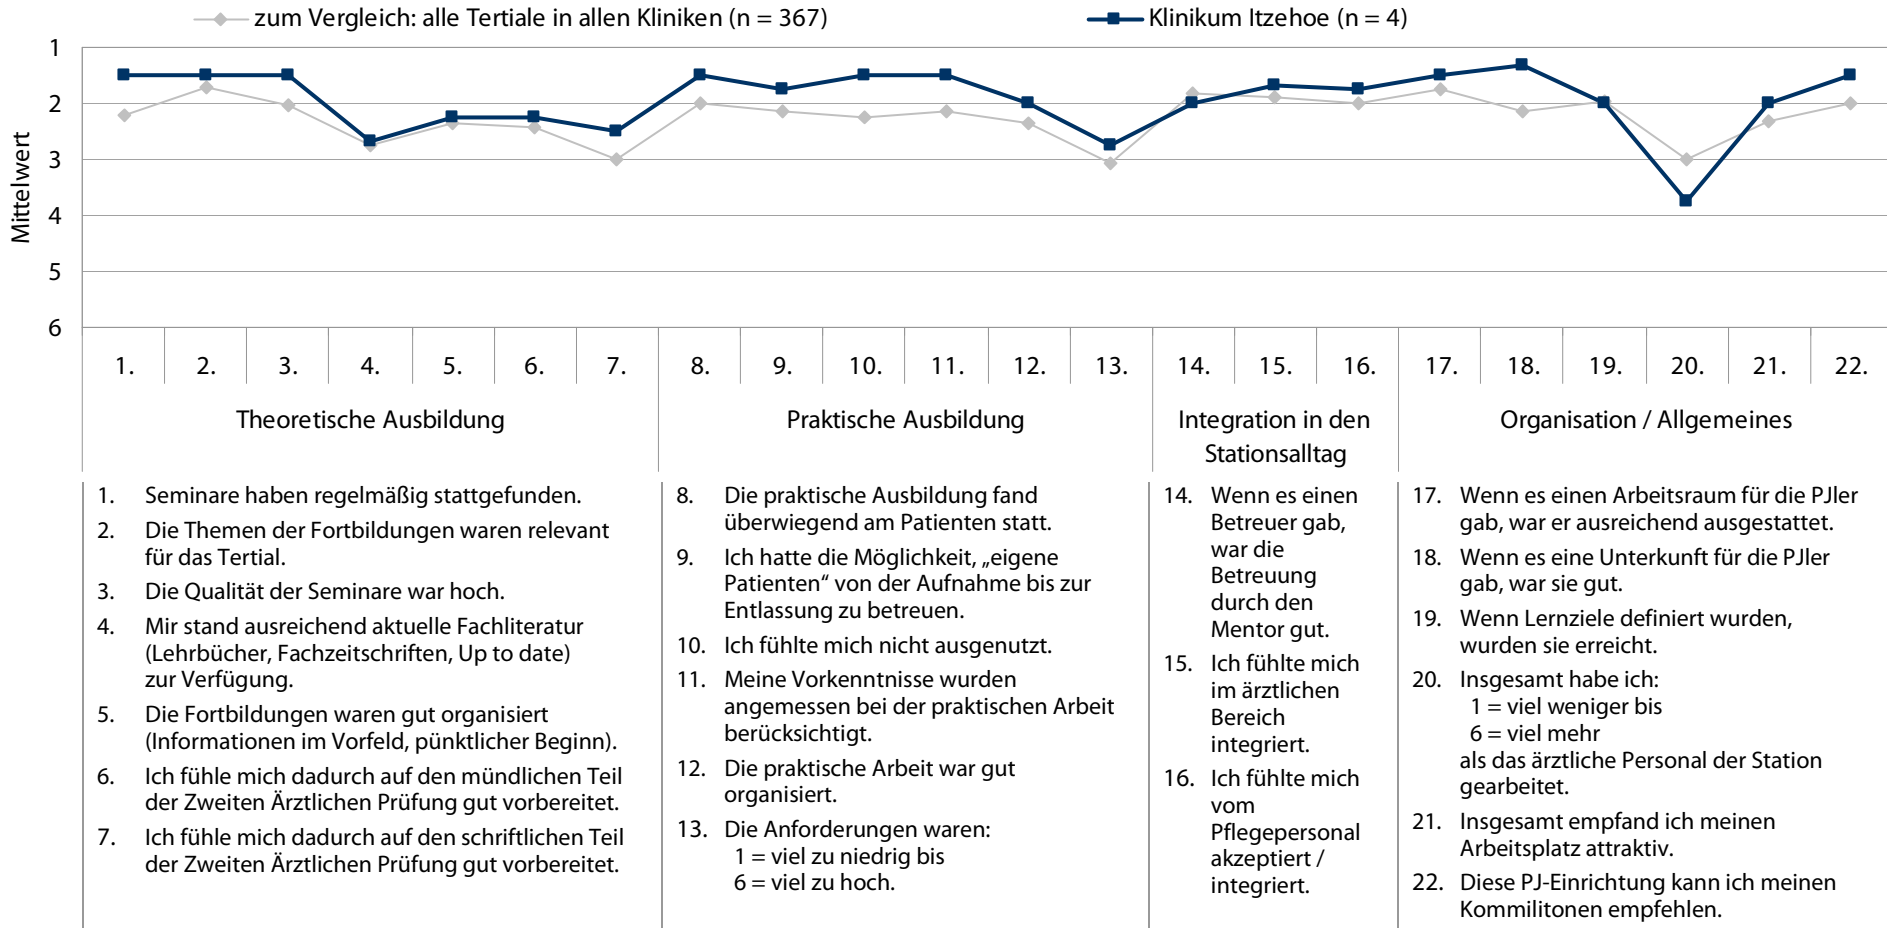 zum Vergleich: alle Tertiale in allen Kliniken (n = 367)
Klinikum Itzehoe (n = 4)
Mittelwert
1
2
3
4
5
6
1. 2. 3. 4. 5. 6. 7. 8. 9. 10. 11. 12. 13. 14. 15. 16. 17. 18. 19. 20. 21. 22.
Theoretische Ausbildung
Praktische Ausbildung
Integration in den
Stationsalltag
Organisation / Allgemeines
1. Seminare haben regelmäßig stattgefunden.
2. Die Themen der Fortbildungen waren relevant
für das Tertial.
3. Die Qualität der Seminare war hoch.
4. Mir stand ausreichend aktuelle Fachliteratur
(Lehrbücher, Fachzeitschriften, Up to date)
zur Verfügung.
5. Die Fortbildungen waren gut organisiert
(Informationen im Vorfeld, pünktlicher Beginn).
6. Ich fühle mich dadurch auf den mündlichen Teil
der Zweiten Ärztlichen Prüfung gut vorbereitet.
7. Ich fühle mich dadurch auf den schriftlichen Teil
der Zweiten Ärztlichen Prüfung gut vorbereitet.
8. Die praktische Ausbildung fand
überwiegend am Patienten statt.
9. Ich hatte die Möglichkeit, „eigene
Patienten“ von der Aufnahme bis zur
Entlassung zu betreuen.
10. Ich fühlte mich nicht ausgenutzt.
11. Meine Vorkenntnisse wurden
angemessen bei der praktischen Arbeit
berücksichtigt.
12. Die praktische Arbeit war gut
organisiert.
13. Die Anforderungen waren:
1 = viel zu niedrig bis
6 = viel zu hoch.
14. Wenn es einen
Betreuer gab,
war die
Betreuung
durch den
Mentor gut.
15. Ich fühlte mich
im ärztlichen
Bereich
integriert.
16. Ich fühlte mich
vom
Pflegepersonal
akzeptiert /
integriert.
17. Wenn es einen Arbeitsraum für die PJler
gab, war er ausreichend ausgestattet.
18. Wenn es eine Unterkunft für die PJler
gab, war sie gut.
19. Wenn Lernziele definiert wurden,
wurden sie erreicht.
20. Insgesamt habe ich:
1 = viel weniger bis
6 = viel mehr
als das ärztliche Personal der Station
gearbeitet.
21. Insgesamt empfand ich meinen
Arbeitsplatz attraktiv.
22. Diese PJ-Einrichtung kann ich meinen
Kommilitonen empfehlen.